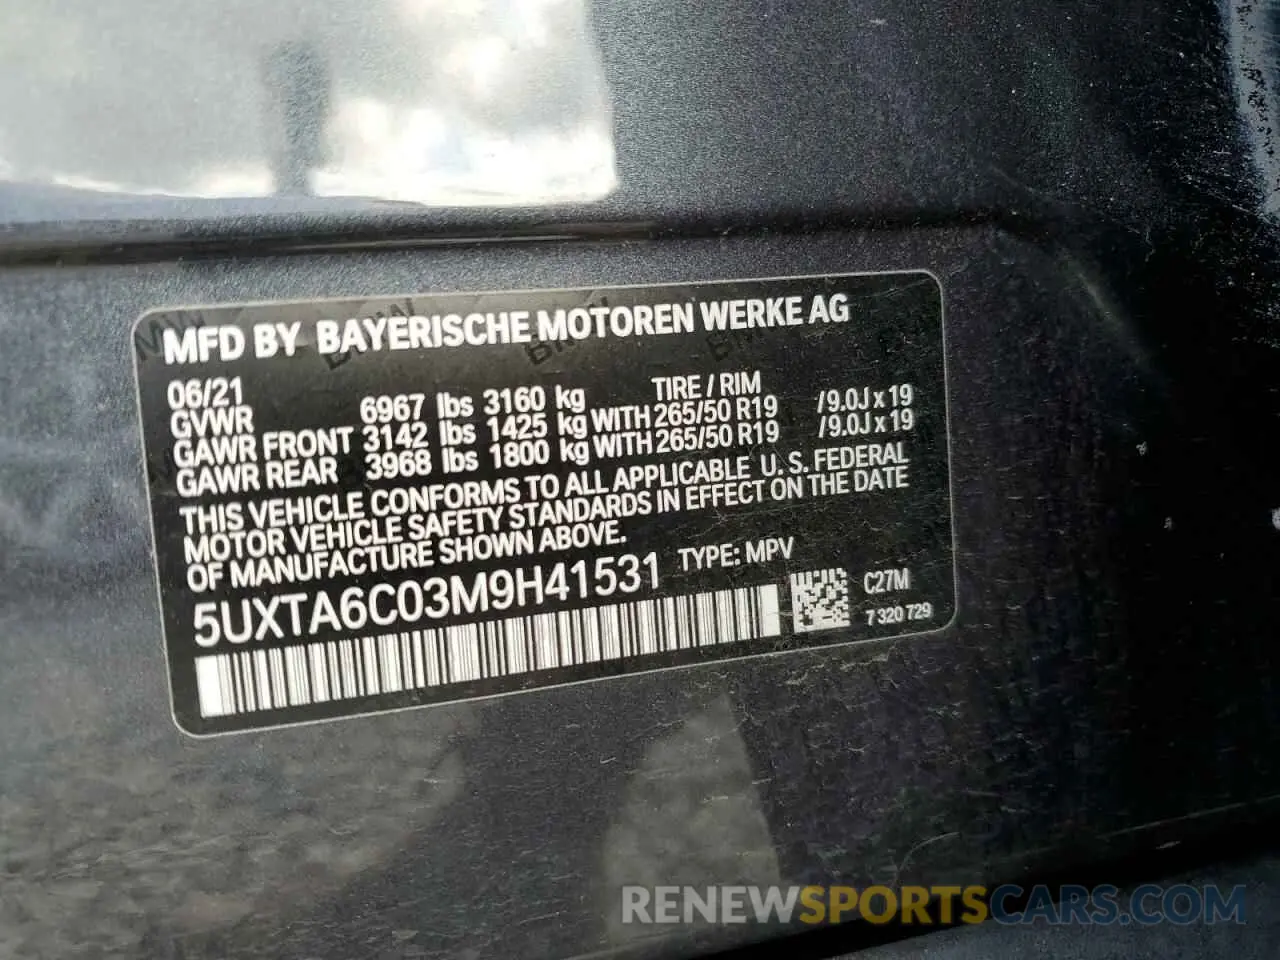 MFD BY BAYERISCHE MOTOREN WERKE AG
06/21 TIRE / RIM
GVWR 6967 lbs 3160 kg
GAWR FRONT 3142 lbs 1425 kg WITH 265/50 R19 /9.0J x 19
GAWR REAR 3968 lbs 1800 kg WITH 265/50 R19 /9.0J x 19
THIS VEHICLE CONFORMS TO ALL APPLICABLE U.S. FEDERAL
MOTOR VEHICLE SAFETY STANDARDS IN EFFECT ON THE DATE
OF MANUFACTURE SHOWN ABOVE.
5UXTA6C03M9H41531 TYPE: MPV
C27M
7 320 729
RENEWSPORTSCARS.COM